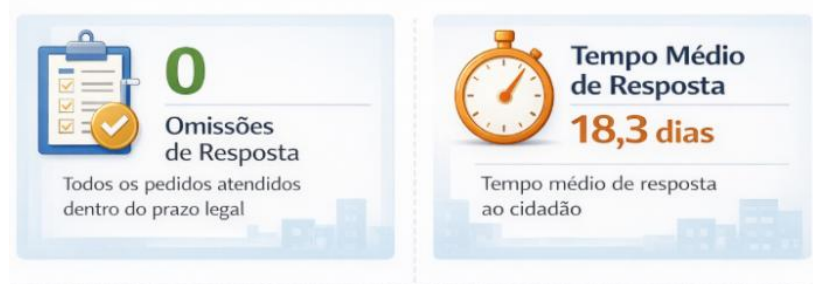 0
Omissões
de Resposta
Todos os pedidos atendidos
dentro do prazo legal
Tempo Médio
de Resposta
18,3 dias
Tempo médio de resposta
ao cidadão